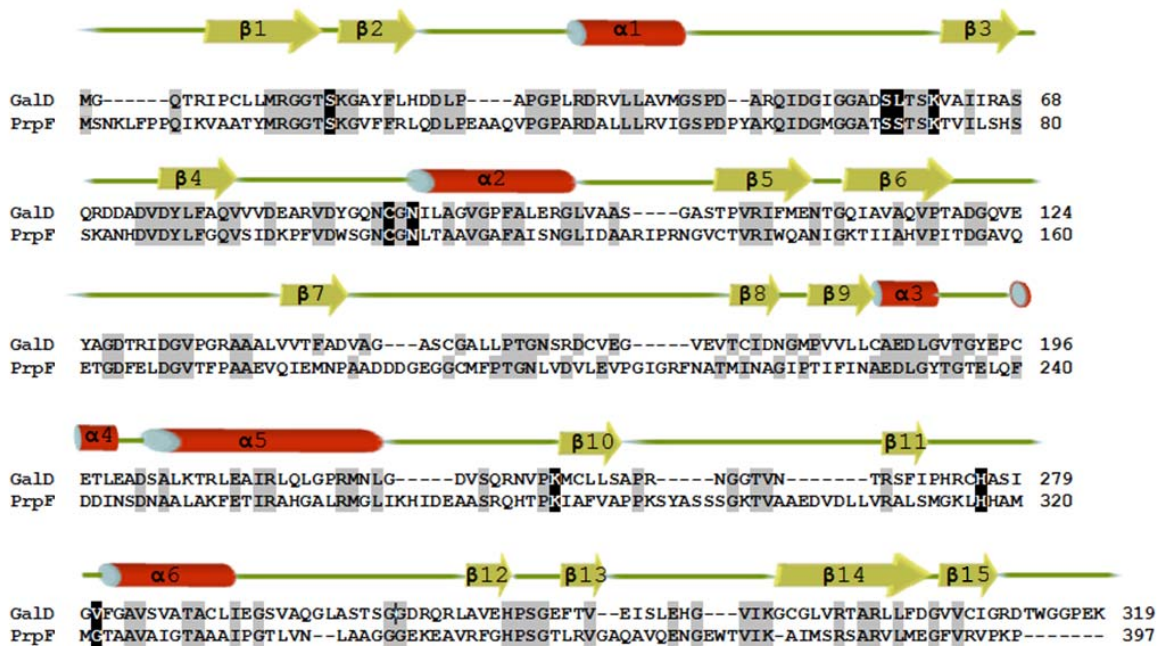 β1 β2 α1 β3
GalD MG------QTRIPCLLMRGGTSKGAYFLHDDLP----APGPLRDRVLLAVMGSPD--ARQIDGIGGADSLTSKVAIIRAS 68
PrpF MSNKLFPPQIKVAATYMRGGTSKGVFFRLQDLPEAAQVPGPARDALLLRVIGSPDPYAKQIDGMGGATSSTSKTVILSHS 80
β4 α2 β5 β6
GalD QRDDADVDYLFAQVVVDEARVDYGQNCGNILAGVGPFALERGLVAAS----GASTPVRIFMENTGQIAVAQVPTADGQVE 124
PrpF SKANHDVDYLFGQVSIDKPFVDWSGNCGNLTAAVGAFAISNGLIDAARIPRNGVCTVRIWQANIGKTIIAHVPITDGAVQ 160
β7 β8 β9 α3
GalD YAGDTRIDGVPGRAAALVVTFADVAG---ASCGALLPTGNSRDCVEG------VEVTCIDNGMPVVLLCAEDLGVTGYEPC 196
PrpF ETGDFELDGVTFPAAEVQIEMNPAADDDGEGGCMFPTGNLVDVLEVPGIGRFNATMINAGIPTIFINAEDLGYTGTELQF 240
α4 α5 β10 β11
GalD ETLEADSALKTRLEAIRLQLGPRMNLG---DVSQRNVPKMCLLSAPR-----NGGTVN-------TRSFIPHRCHASI 279
PrpF DDINSDNAALAKFETIRAHGALRMGLIKHIDEAASRQHTPKIAFVAPPKSYASSSGKTVAAEDVDLLVRALSMGKLHHAM 320
α6 β12 β13 β14 β15
GalD GVFGAVSVATACLIEGSVAQGLASTSGGDRQRLAVEHPSGEFTV--EISLEHG---VIKGCGLVRTARLLFDGVVCIGRDTWGGPEK 319
PrpF MGTAAVAIGTAAAIPGTLVN--LAAGGGEKEAVRFGHPSGTLRVGAQAVQENGEWTVIK-AIMSRSARVLMEGFVRVPKP------- 397